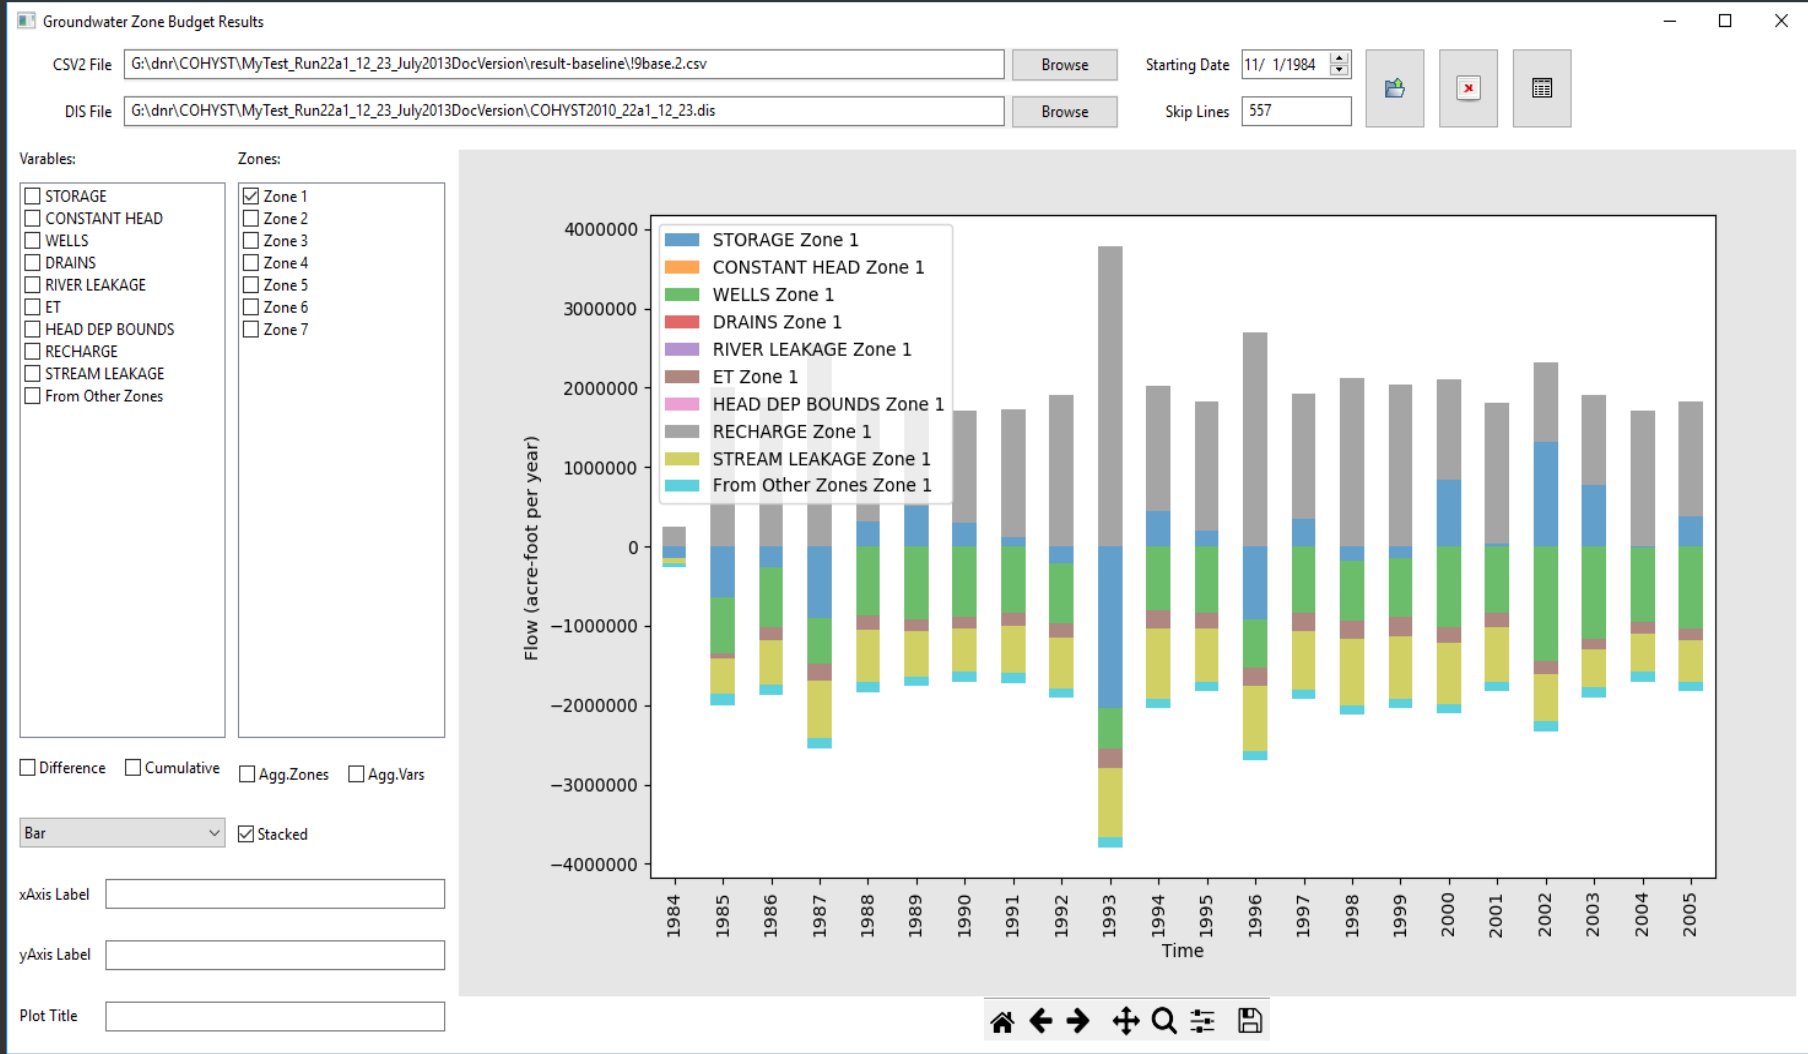 Groundwater Zone Budget Results
CSV2 File G:\dnr\COHYST\MyTest_Run22a1_12_23_July2013DocVersion\result-baseline\!9base.2.csv Browse Starting Date 11/ 1/1984
DIS File G:\dnr\COHYST\MyTest_Run22a1_12_23_July2013DocVersion\COHYST2010_22a1_12_23.dis Browse Skip Lines 557
Varables:
STORAGE
CONSTANT HEAD
WELLS
DRAINS
RIVER LEAKAGE
ET
HEAD DEP BOUNDS
RECHARGE
STREAM LEAKAGE
From Other Zones
Zones:
Zone 1
Zone 2
Zone 3
Zone 4
Zone 5
Zone 6
Zone 7
Difference Cumulative Agg.Zones Agg.Vars
Bar Stacked
xAxis Label
yAxis Label
Plot Title
Flow (acre-foot per year)
4000000
3000000
2000000
1000000
0
−1000000
−2000000
−3000000
−4000000
STORAGE Zone 1
CONSTANT HEAD Zone 1
WELLS Zone 1
DRAINS Zone 1
RIVER LEAKAGE Zone 1
ET Zone 1
HEAD DEP BOUNDS Zone 1
RECHARGE Zone 1
STREAM LEAKAGE Zone 1
From Other Zones Zone 1
1984 1985 1986 1987 1988 1989 1990 1991 1992 1993 1994 1995 1996 1997 1998 1999 2000 2001 2002 2003 2004 2005
Time